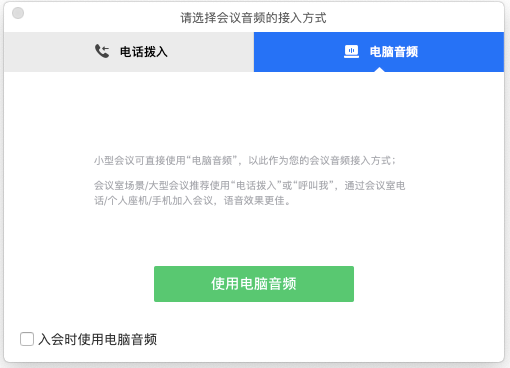 请选择会议音频的接入方式
电话拨入
电脑音频
小型会议可直接使用“电脑音频”，以此作为您的会议音频接入方式；
会议室场景/大型会议推荐使用“电话拨入”或“呼叫我”，通过会议室电
话/个人座机/手机加入会议，语音效果更佳。
使用电脑音频
入会时使用电脑音频